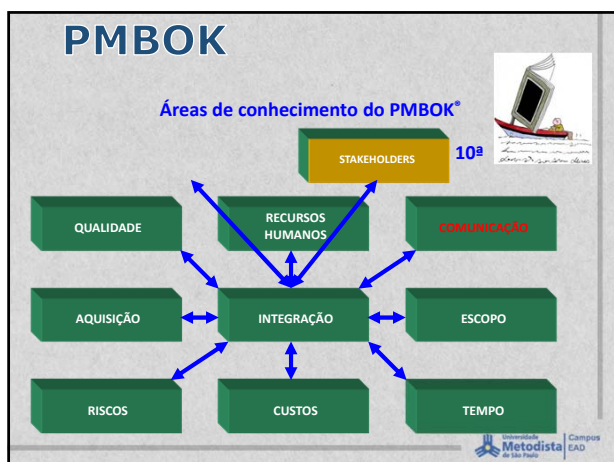 PMBOK
Áreas de conhecimento do PMBOK®
STAKEHOLDERS
10ª
QUALIDADE
RECURSOS
HUMANOS
COMUNICAÇÃO
AQUISIÇÃO
INTEGRAÇÃO
ESCOPO
RISCOS
CUSTOS
TEMPO
Universidade
Metodista
de São Paulo
Campus
EAD